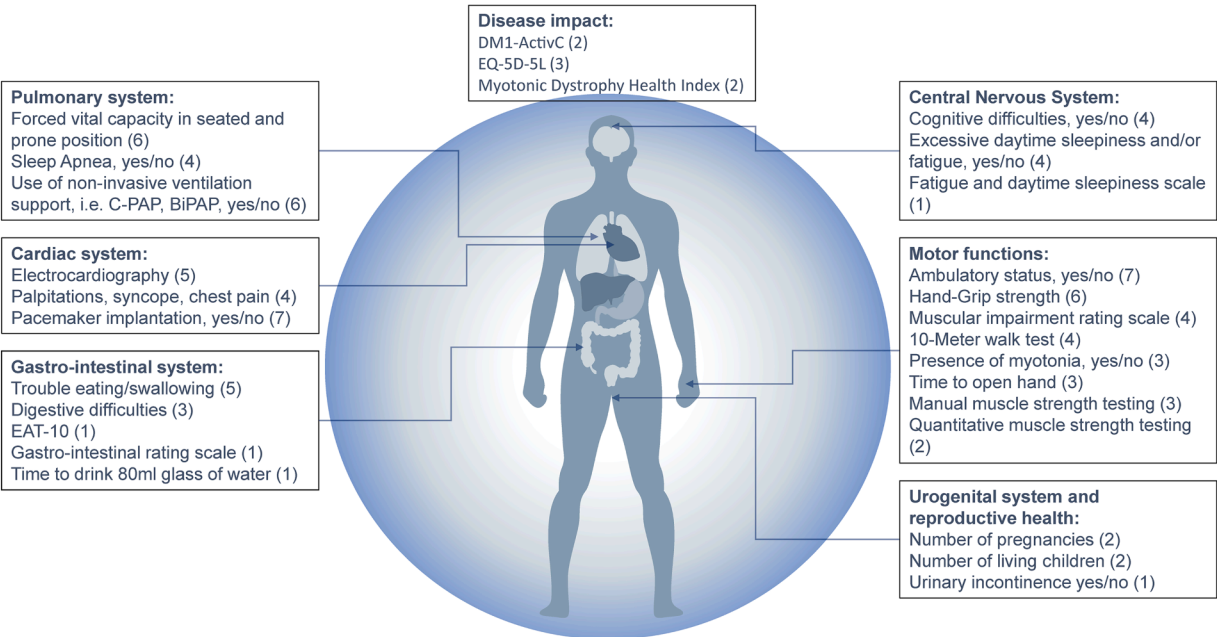 Disease impact:
DM1-ActivC (2)
EQ-5D-5L (3)
Myotonic Dystrophy Health Index (2)
Pulmonary system:
Forced vital capacity in seated and
prone position (6)
Sleep Apnea, yes/no (4)
Use of non-invasive ventilation
support, i.e. C-PAP, BiPAP, yes/no (6)
Cardiac system:
Electrocardiography (5)
Palpitations, syncope, chest pain (4)
Pacemaker implantation, yes/no (7)
Gastro-intestinal system:
Trouble eating/swallowing (5)
Digestive difficulties (3)
EAT-10 (1)
Gastro-intestinal rating scale (1)
Time to drink 80ml glass of water (1)
Central Nervous System:
Cognitive difficulties, yes/no (4)
Excessive daytime sleepiness and/or
fatigue, yes/no (4)
Fatigue and daytime sleepiness scale
(1)
Motor functions:
Ambulatory status, yes/no (7)
Hand-Grip strength (6)
Muscular impairment rating scale (4)
10-Meter walk test (4)
Presence of myotonia, yes/no (3)
Time to open hand (3)
Manual muscle strength testing (3)
Quantitative muscle strength testing
(2)
Urogenital system and
reproductive health:
Number of pregnancies (2)
Number of living children (2)
Urinary incontinence yes/no (1)